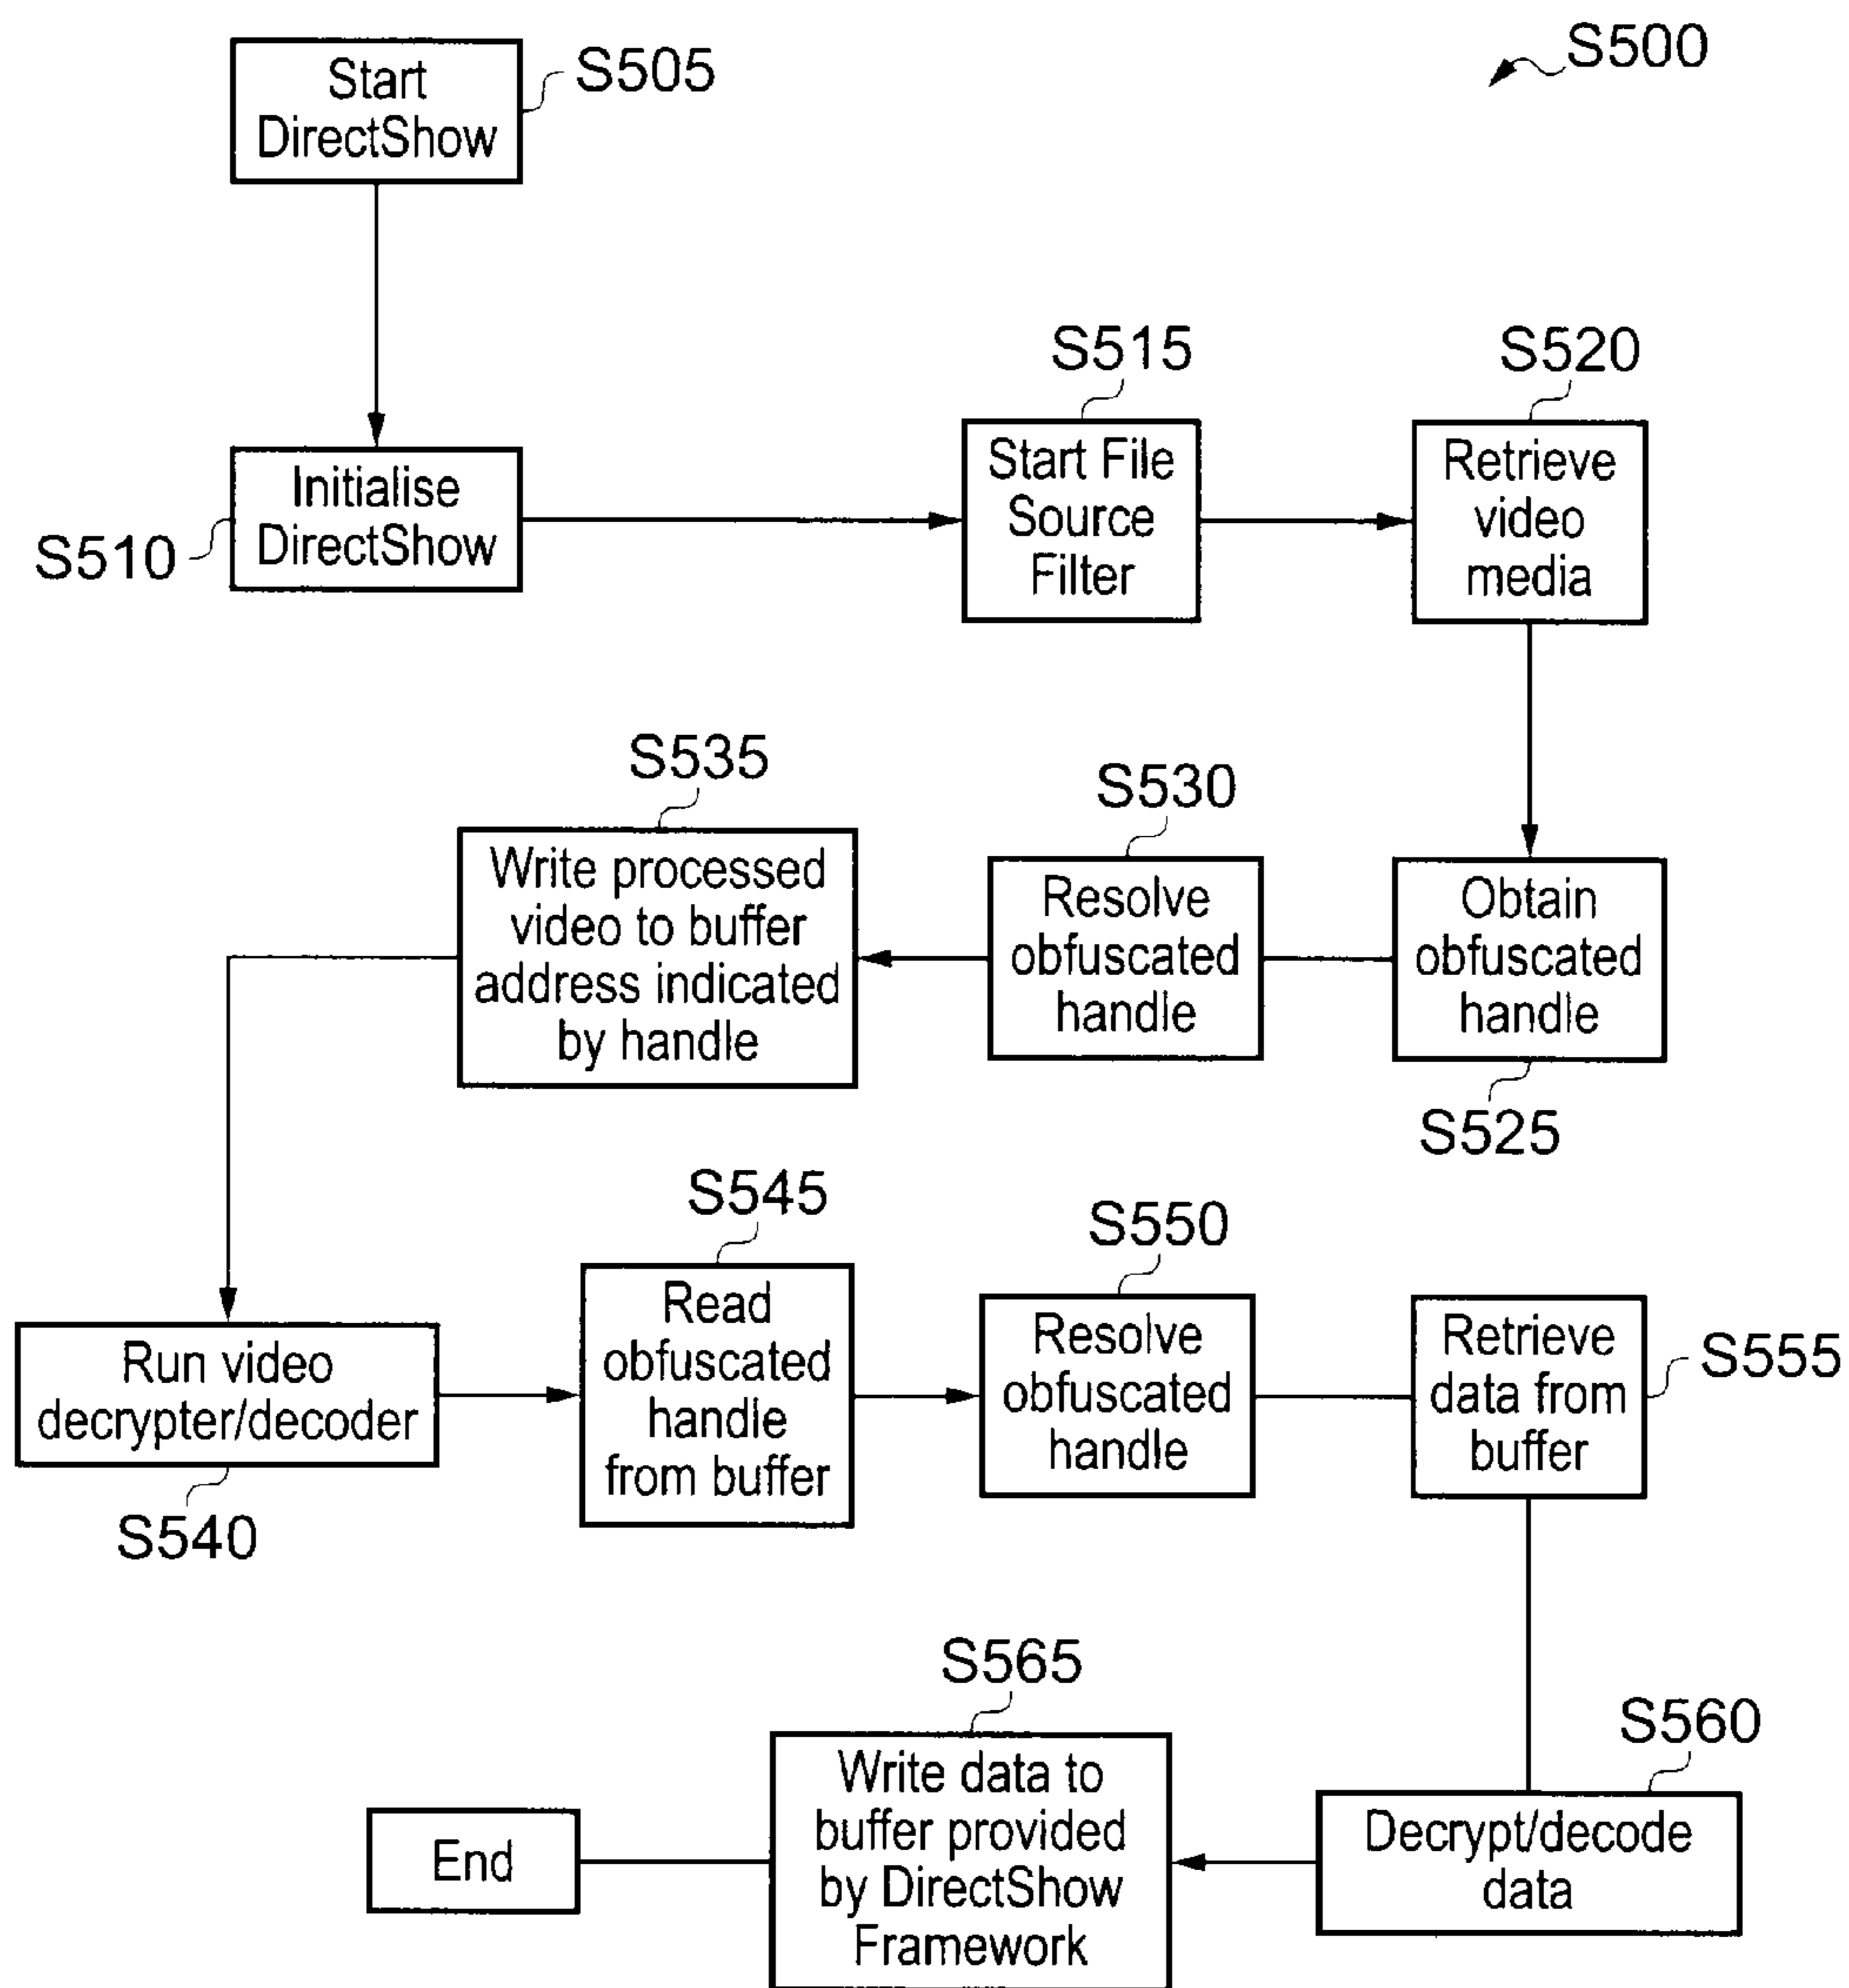 S500
Start
DirectShow
S505
Initialise
DirectShow
S510
S515
Start File
Source
Filter
S520
Retrieve
video
media
Obtain
obfuscated
handle
S525
S530
Resolve
obfuscated
handle
S535
Write processed
video to buffer
address indicated
by handle
Run video
decrypter/decoder
S540
S545
Read
obfuscated
handle
from buffer
S550
Resolve
obfuscated
handle
Retrieve
data from
buffer
S555
S560
Decrypt/decode
data
S565
Write data to
buffer provided
by DirectShow
Framework
End